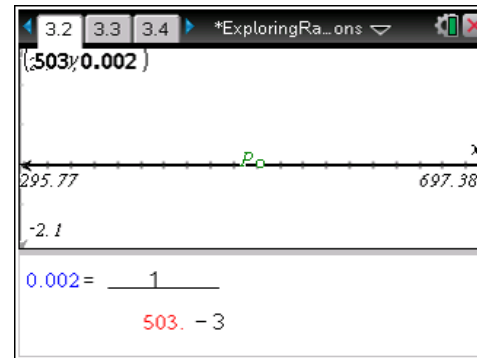 3.2 3.3 3.4 *ExploringRa...ons
(503, 0.002)
P
x
295.77 697.38
-2.1
0.002= 1
503. -3